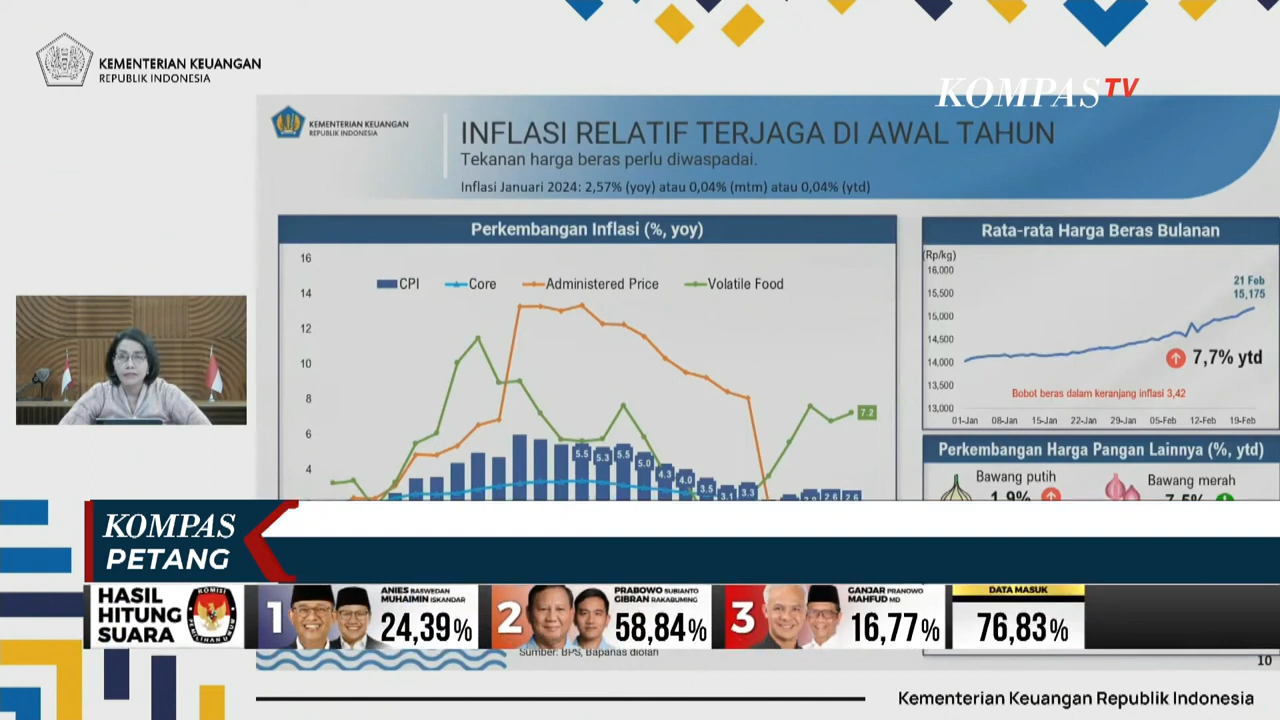 KEMENTERIAN KEUANGAN
REPUBLIK INDONESIA
KOMPASTV
KEMENTERIAN KEUANGAN
REPUBLIK INDONESIA
INFLASI RELATIF TERJAGA DI AWAL TAHUN
Tekanan harga beras perlu diwaspadai.
Inflasi Januari 2024: 2,57% (yoy) atau 0,04% (mtm) atau 0,04% (ytd)
Perkembangan Inflasi (%, yoy)
16
14
12
10
8
6
4
CPI
Core
Administered Price
Volatile Food
7.2
5.5
5.3
5.5
5.0
4.3
4.0
3.5
3.1
3.3
2.6
2.6
Rata-rata Harga Beras Bulanan
(Rp/kg)
16,000
15,500
15,000
14,500
14,000
13,500
13,000
21 Feb
15,175
7,7% ytd
Bobot beras dalam keranjang inflasi 3,42
01-Jan 08-Jan 15-Jan 22-Jan 29-Jan 05-Feb 12-Feb 19-Feb
Perkembangan Harga Pangan Lainnya (%, ytd)
Bawang putih
1,9%
Bawang merah
7,5%
KOMPAS
PETANG
HASIL
HITUNG
SUARA
KOMISI
PEMILIHAN UMUM
1
ANIES BASWEDAN
MUHAIMIN ISKANDAR
24,39%
2
PRABOWO SUBIANTO
GIBRAN RAKABUMING
58,84%
3
GANJAR PRANOWO
MAHFUD MD
16,77%
DATA MASUK
76,83%
Sumber: BPS, Bapanas diolah
10
Kementerian Keuangan Republik Indonesia